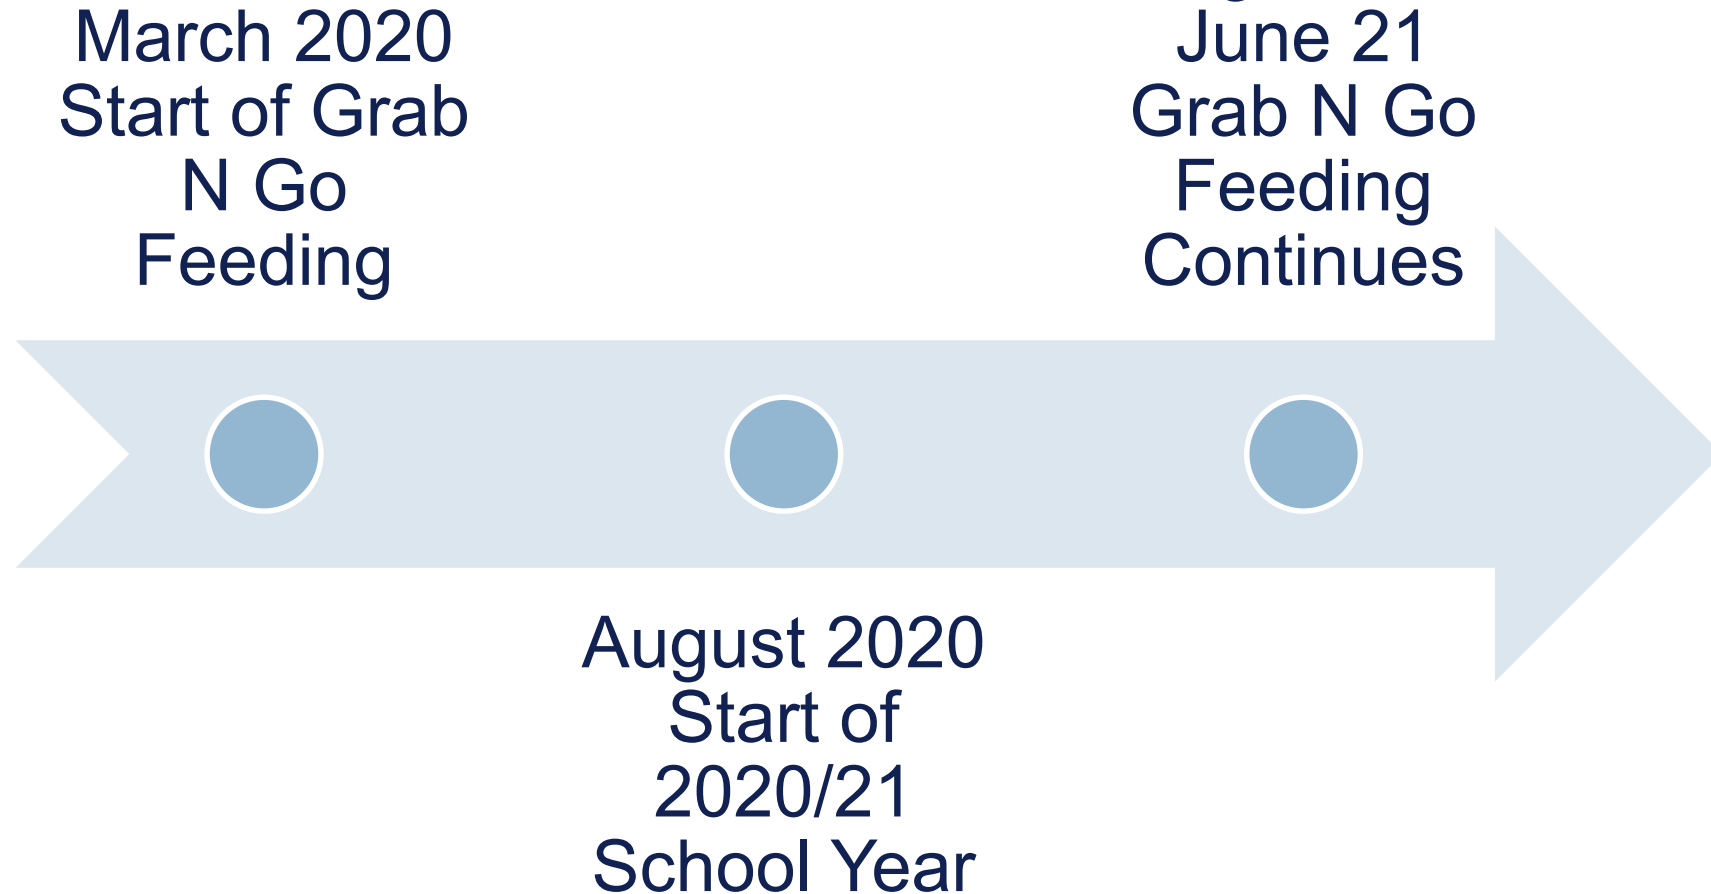 March 2020
Start of Grab
N Go
Feeding
June 21
Grab N Go
Feeding
Continues
August 2020
Start of
2020/21
School Year